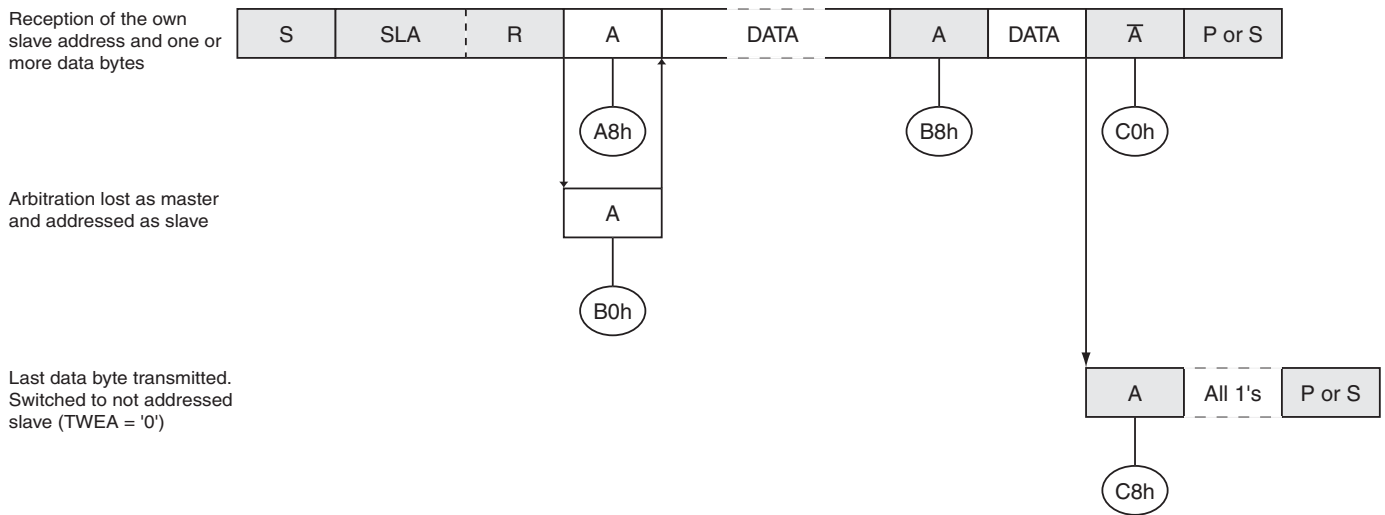 Reception of the own
slave address and one or
more data bytes
S SLA R A DATA A DATA A̅ P or S
A8h B8h C0h
Arbitration lost as master
and addressed as slave
A
B0h
Last data byte transmitted.
Switched to not addressed
slave (TWEA = '0')
A All 1's P or S
C8h